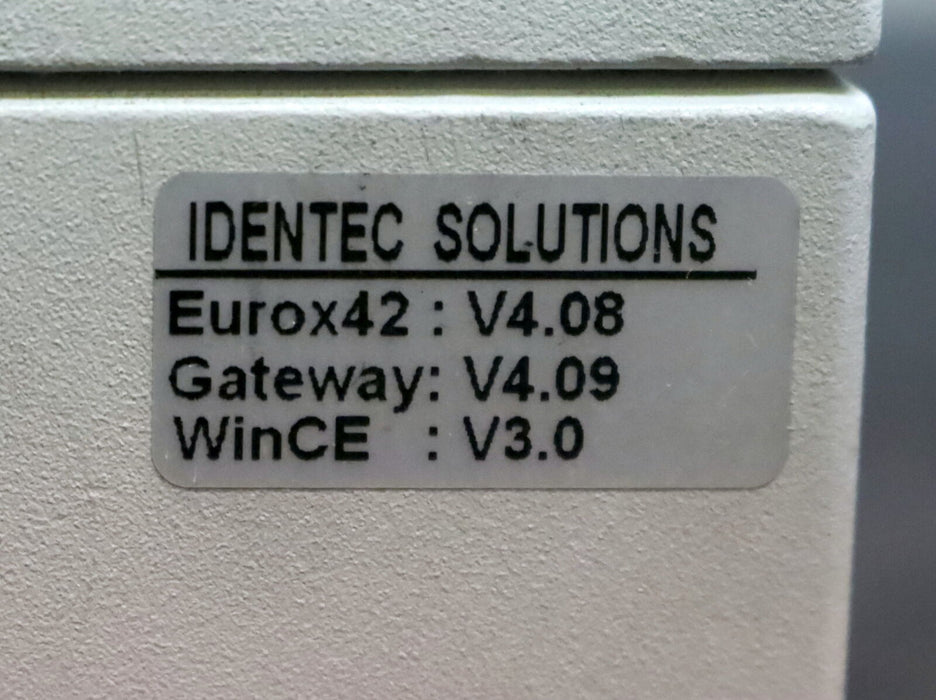 IDENTEC SOLUTIONS
Eurox42 : V4.08
Gateway: V4.09
WinCE : V3.0